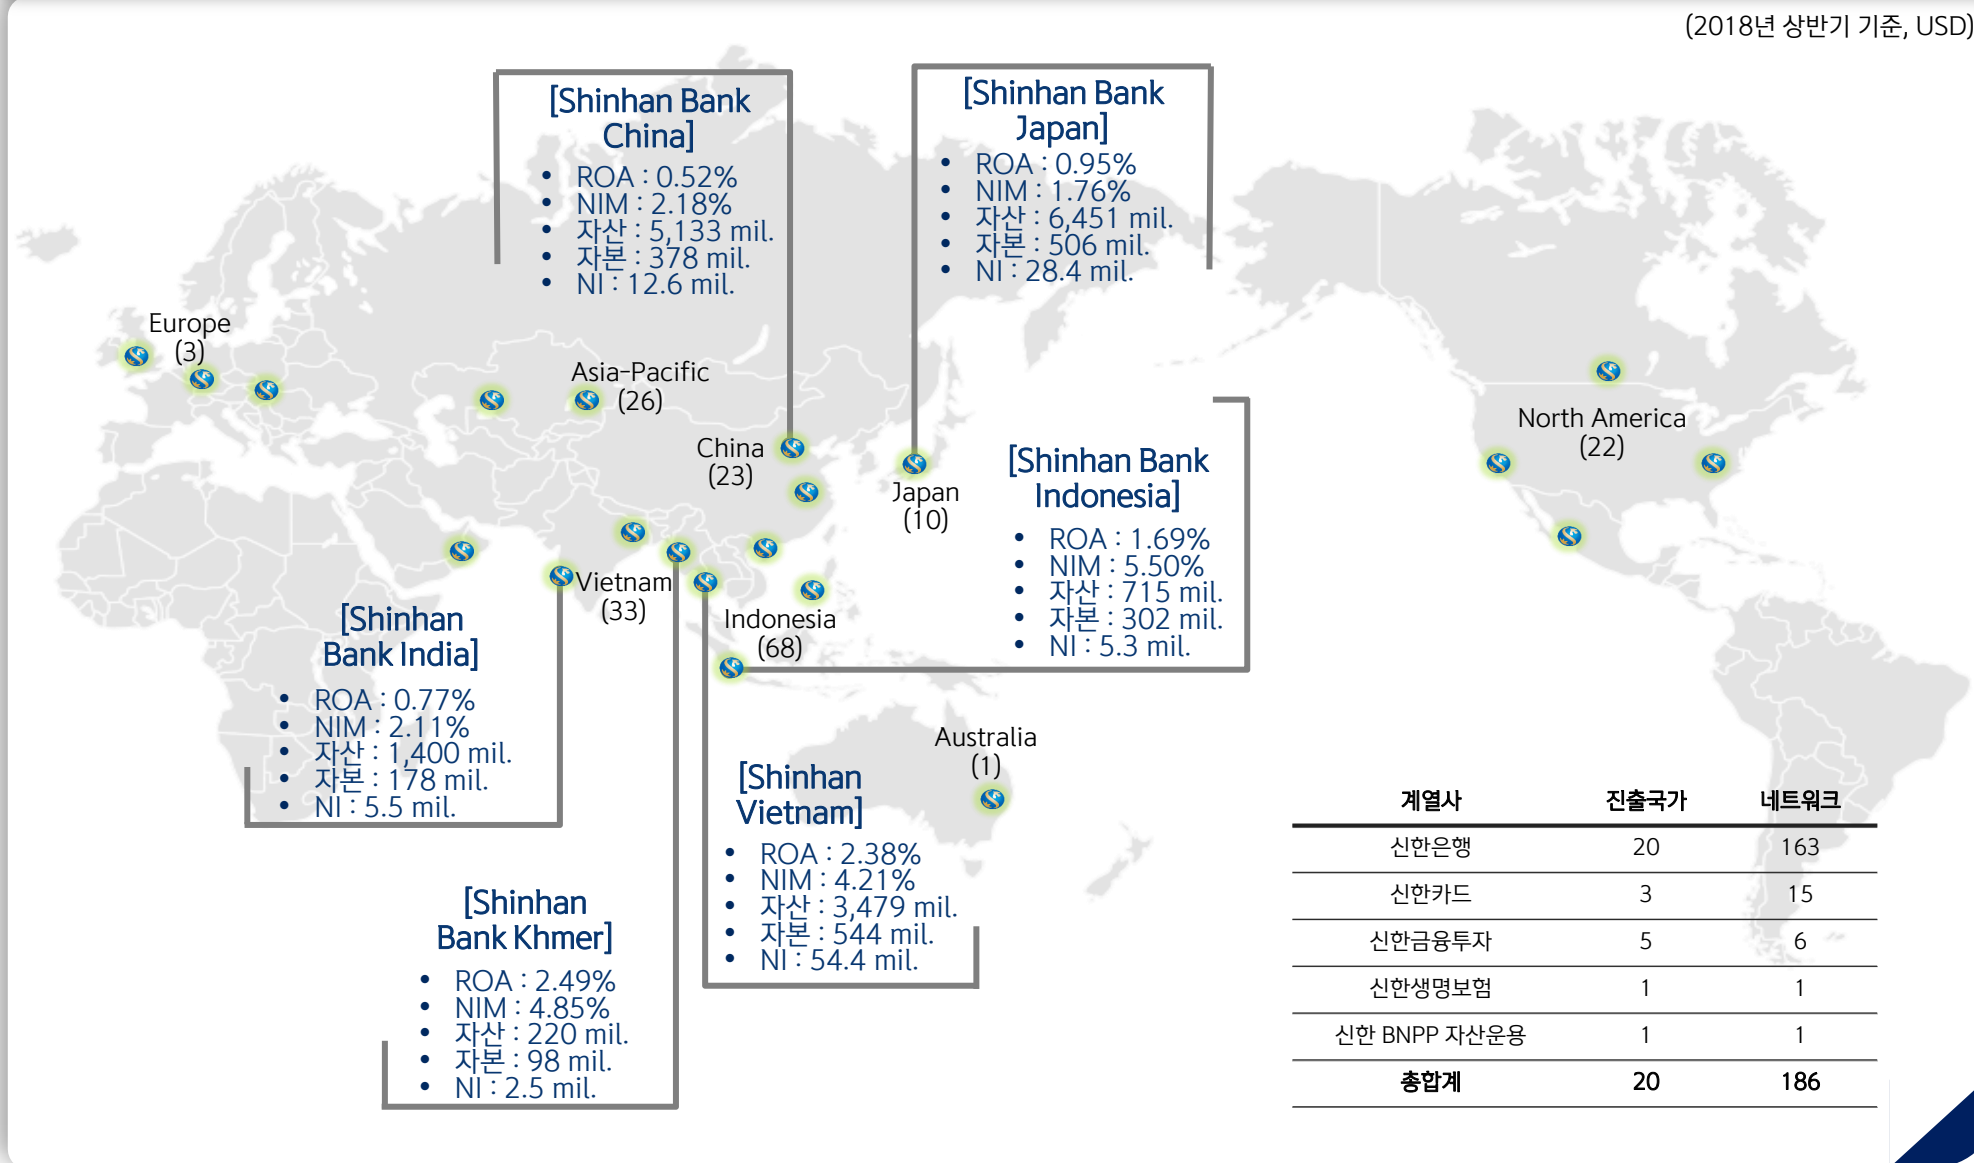 (2018년 상반기 기준, USD)
[Shinhan Bank
China]
• ROA : 0.52%
• NIM : 2.18%
• 자산 : 5,133 mil.
• 자본 : 378 mil.
• NI : 12.6 mil.
[Shinhan Bank
Japan]
• ROA : 0.95%
• NIM : 1.76%
• 자산 : 6,451 mil.
• 자본 : 506 mil.
• NI : 28.4 mil.
Europe
(3)
Asia-Pacific
(26)
China
(23)
Japan
(10)
North America
(22)
[Shinhan Bank
Indonesia]
• ROA : 1.69%
• NIM : 5.50%
• 자산 : 715 mil.
• 자본 : 302 mil.
• NI : 5.3 mil.
Vietnam
(33)
Indonesia
(68)
[Shinhan
Bank India]
• ROA : 0.77%
• NIM : 2.11%
• 자산 : 1,400 mil.
• 자본 : 178 mil.
• NI : 5.5 mil.
Australia
(1)
[Shinhan
Vietnam]
• ROA : 2.38%
• NIM : 4.21%
• 자산 : 3,479 mil.
• 자본 : 544 mil.
• NI : 54.4 mil.
[Shinhan
Bank Khmer]
• ROA : 2.49%
• NIM : 4.85%
• 자산 : 220 mil.
• 자본 : 98 mil.
• NI : 2.5 mil.
계열사 진출국가 네트워크
신한은행 20 163
신한카드 3 15
신한금융투자 5 6
신한생명보험 1 1
신한 BNPP 자산운용 1 1
총합계 20 186